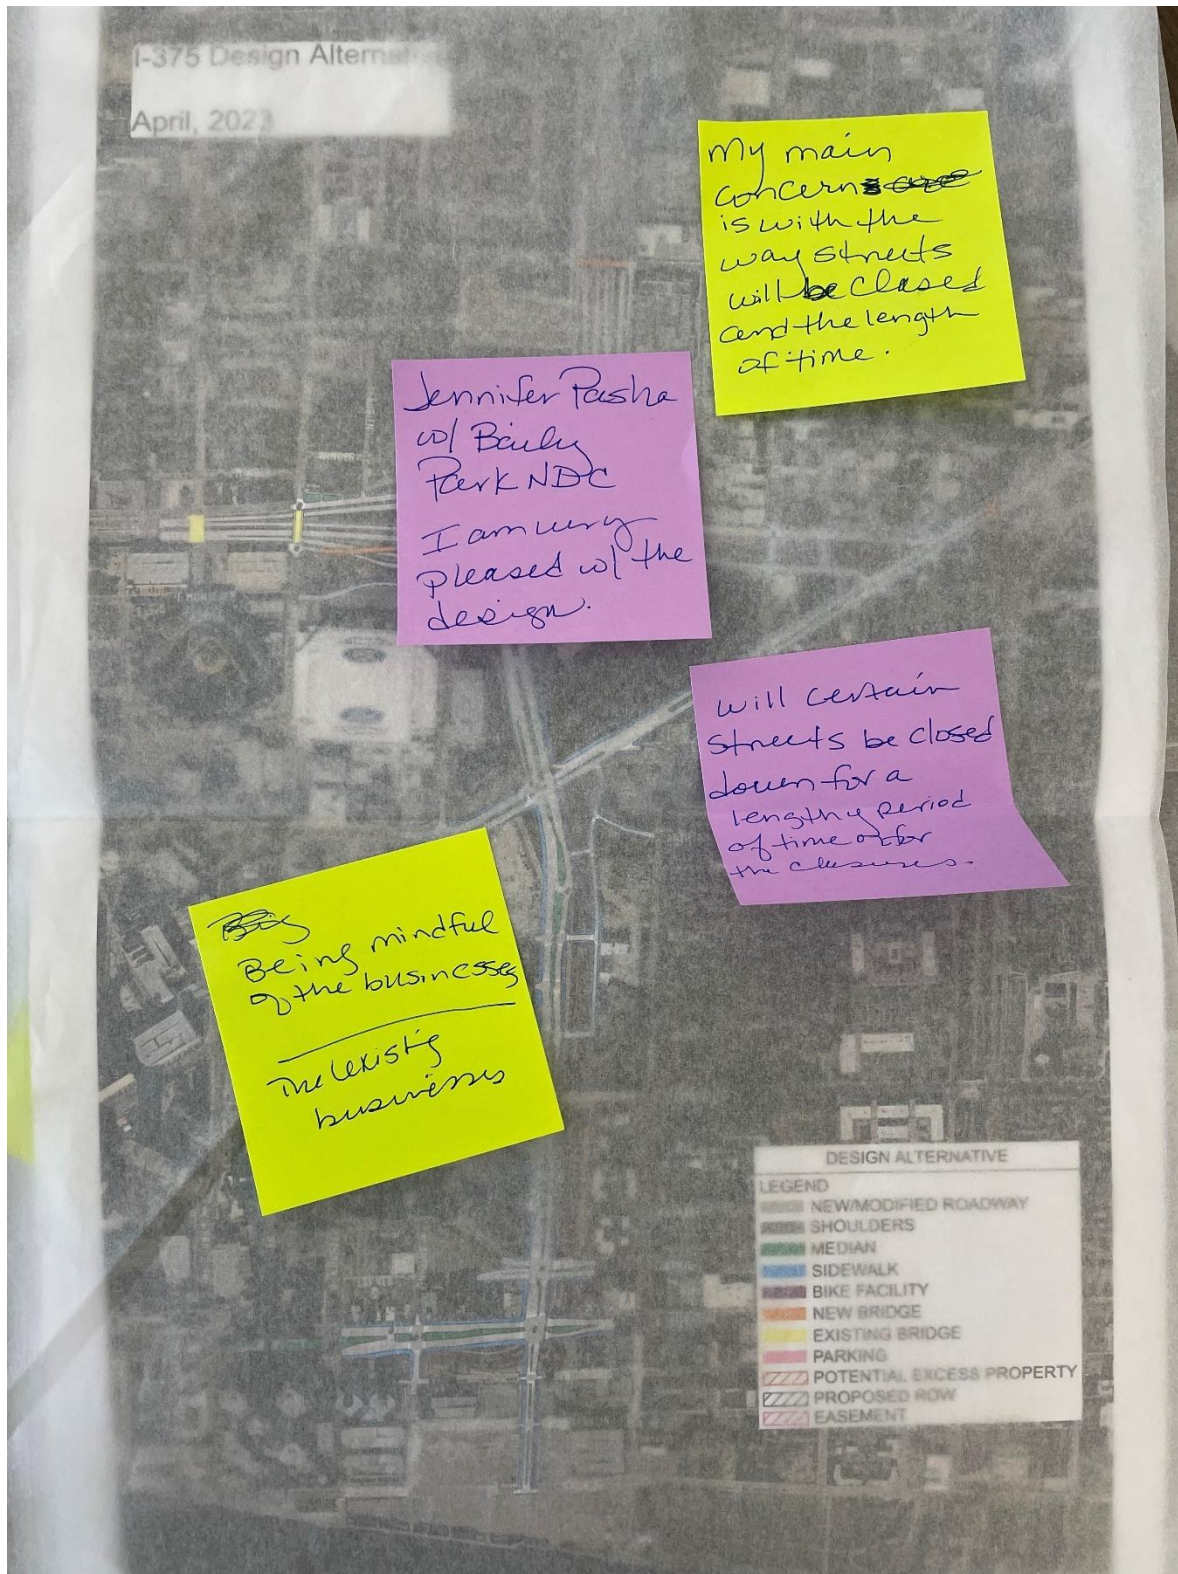 I-375 Design Alternat
April, 2023
My main
concern
is with the
way streets
will be closed
and the length
of time.
Jennifer Pasha
w/ Baily
Park NDC
I am very
pleased w/ the
design.
will certain
streets be closed
down for a
lengthy period
of time
the closures.
Being mindful
of the businesses
The existig
businesses
DESIGN ALTERNATIVE
LEGEND
NEW/MODIFIED ROADWAY
SHOULDERS
MEDIAN
SIDEWALK
BIKE FACILITY
NEW BRIDGE
EXISTING BRIDGE
PARKING
POTENTIAL EXCESS PROPERTY
PROPOSED ROW
EASEMENT